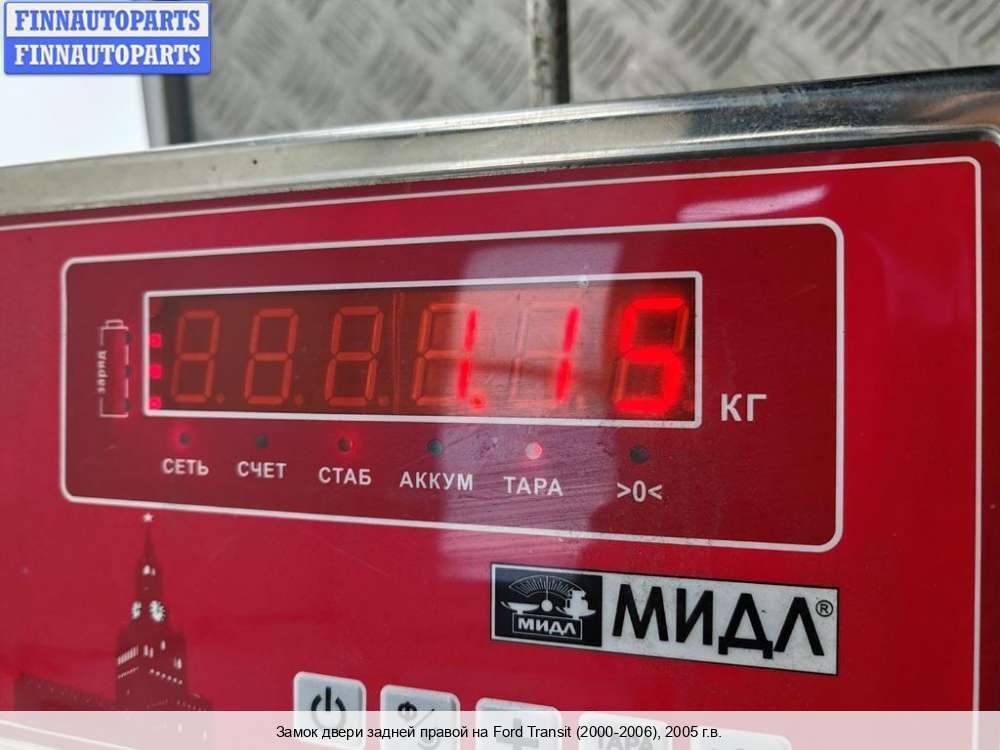 FINNAUTOPARTS
FINNAUTOPARTS
заряд
1.15
КГ
СЕТЬ СЧЕТ СТАБ АККУМ ТАРА >0<
МИДЛ МИДЛ®
Замок двери задней правой на Ford Transit (2000-2006), 2005 г.в.